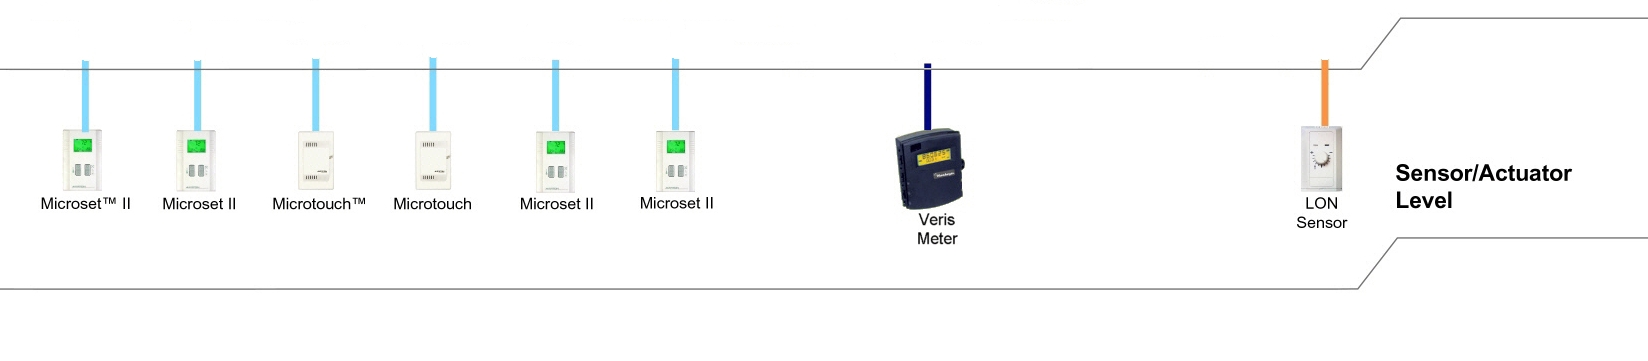 Microset™ II
Microset II
Microtouch™
Microtouch
Microset II
Microset II
Veris
Meter
LON
Sensor
Sensor/Actuator
Level